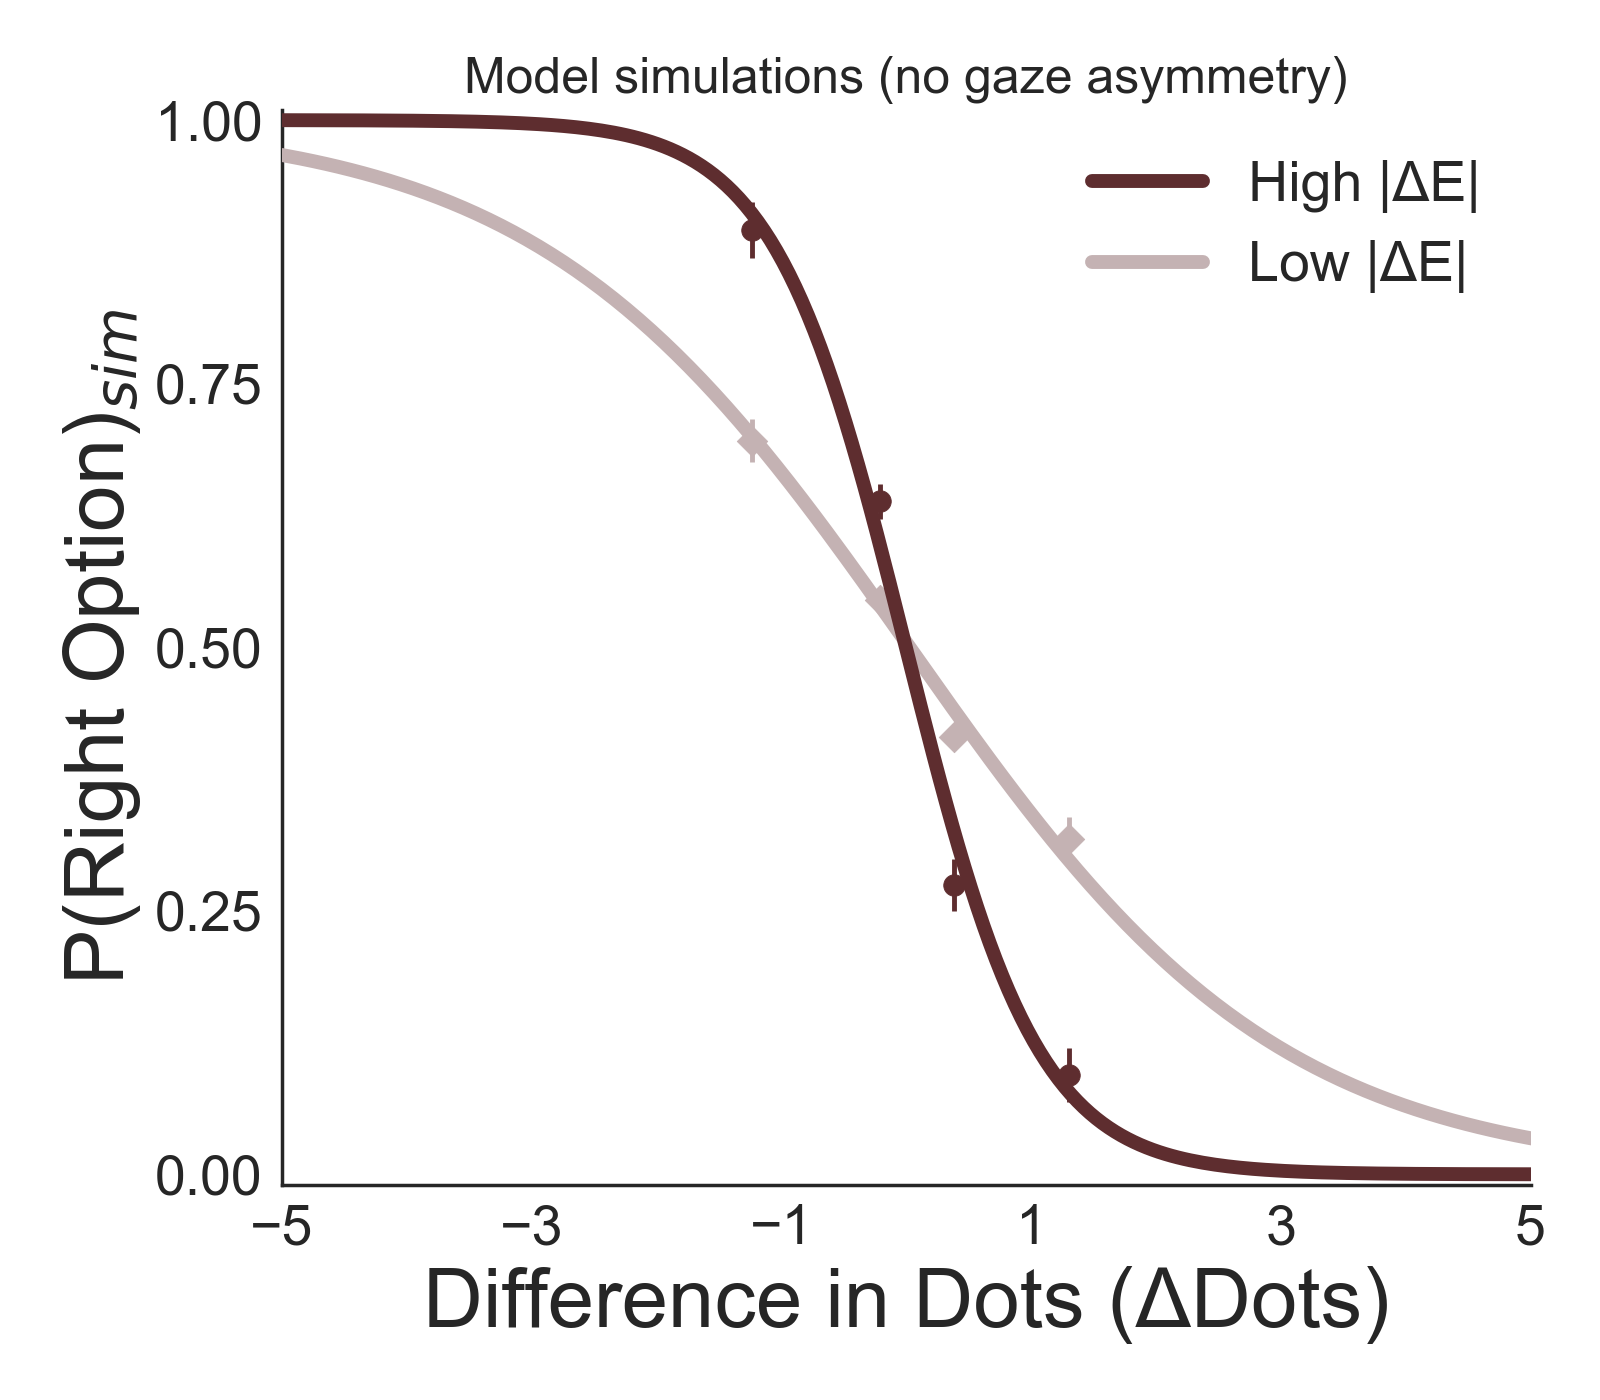 Model simulations (no gaze asymmetry)
High |ΔE|
Low |ΔE|
P(Right Option)sim
1.00
0.75
0.50
0.25
0.00
−5 −3 −1 1 3 5
Difference in Dots (ΔDots)